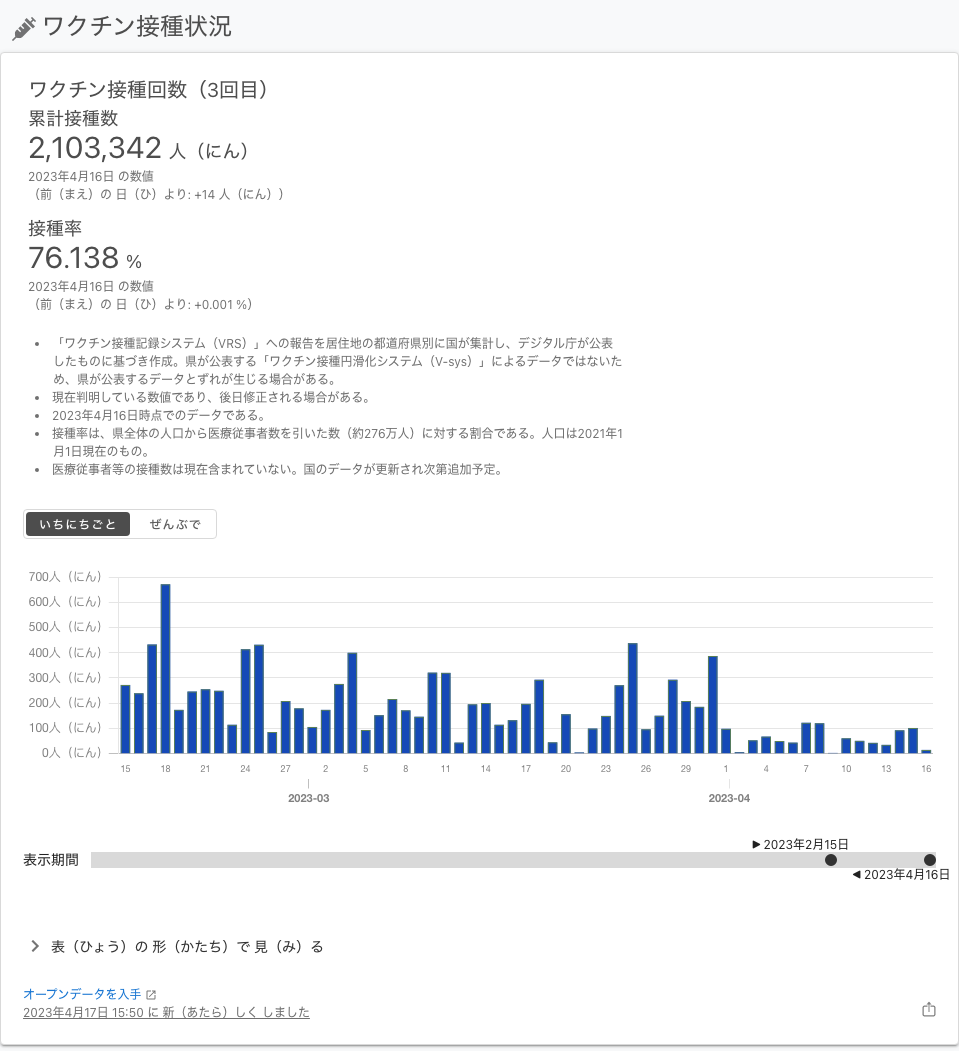 ワクチン接種状況
ワクチン接種回数（3回目）
累計接種数
2,103,342 人（にん）
2023年4月16日 の数値
（前（まえ）の 日（ひ）より: +14 人（にん））
接種率
76.138 %
2023年4月16日 の数値
（前（まえ）の 日（ひ）より: +0.001 %）
• 「ワクチン接種記録システム（VRS）」への報告を居住地の都道府県別に国が集計し、デジタル庁が公表
したものに基づき作成。県が公表する「ワクチン接種円滑化システム（V-sys）」によるデータではないた
め、県が公表するデータとずれが生じる場合がある。
• 現在判明している数値であり、後日修正される場合がある。
• 2023年4月16日時点でのデータである。
• 接種率は、県全体の人口から医療従事者数を引いた数（約276万人）に対する割合である。人口は2021年1
月1日現在のもの。
• 医療従事者等の接種数は現在含まれていない。国のデータが更新され次第追加予定。
いちにちごと ぜんぶで
700人（にん）
600人（にん）
500人（にん）
400人（にん）
300人（にん）
200人（にん）
100人（にん）
0人（にん）
15 18 21 24 27 2 5 8 11 14 17 20 23 26 29 1 4 7 10 13 16
2023-03 2023-04
▶ 2023年2月15日
表示期間
◀ 2023年4月16日
表（ひょう）の 形（かたち）で 見（み）る
オープンデータを入手
2023年4月17日 15:50 に 新（あたら）しく しました